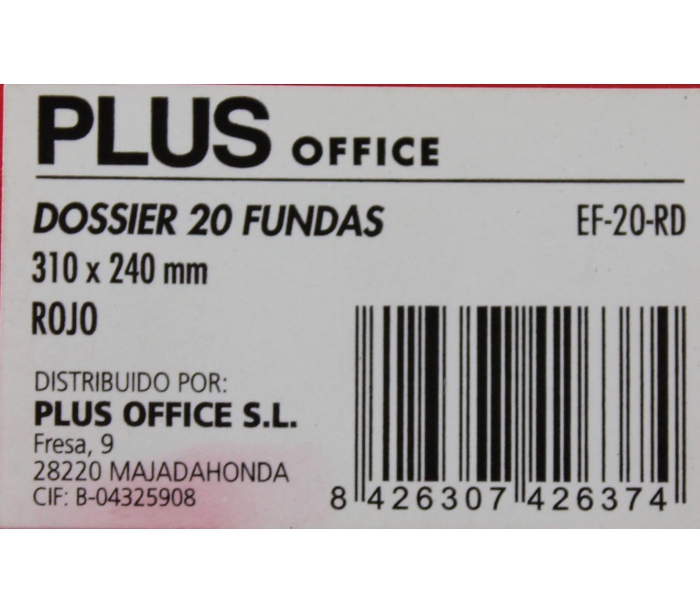 PLUS OFFICE
DOSSIER 20 FUNDAS EF-20-RD
310 x 240 mm
ROJO
DISTRIBUIDO POR:
PLUS OFFICE S.L.
Fresa, 9
28220 MAJADAHONDA
CIF: B-04325908
8 426307 426374